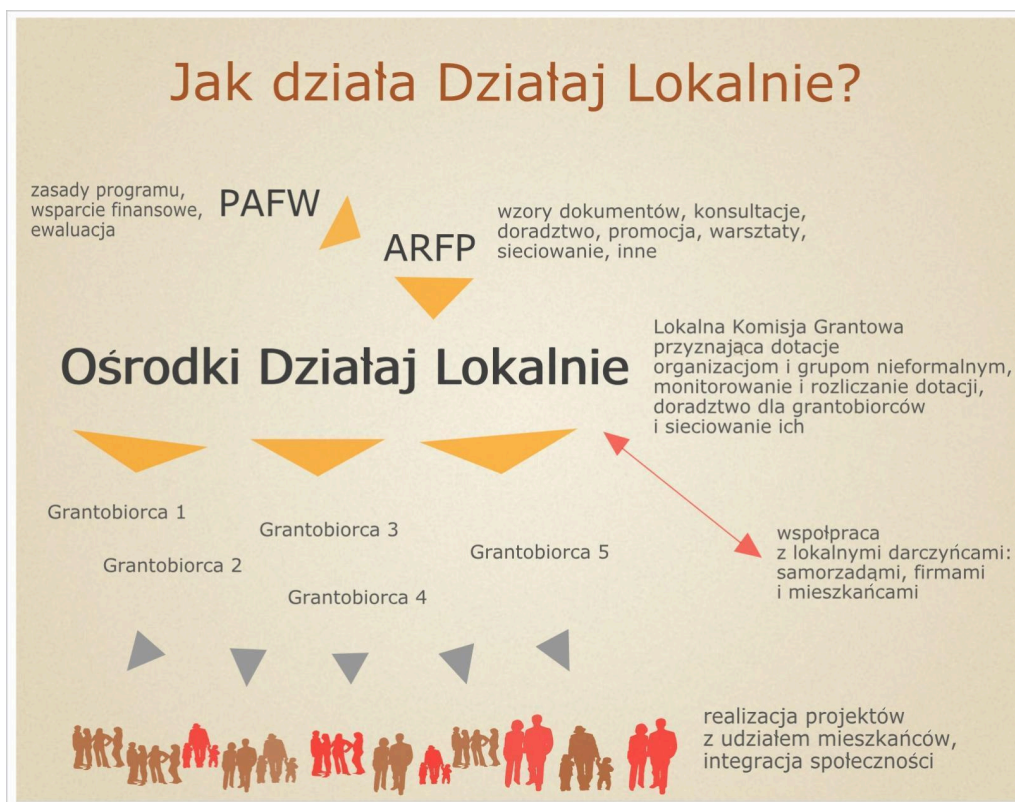 Jak działa Działaj Lokalnie?
zasady programu,
wsparcie finansowe,
ewaluacja
PAFW
ARFP
wzory dokumentów, konsultacje,
doradztwo, promocja, warsztaty,
sieciowanie, inne
Ośrodki Działaj Lokalnie
Lokalna Komisja Grantowa
przyznająca dotacje
organizacjom i grupom nieformalnym,
monitorowanie i rozliczanie dotacji,
doradztwo dla grantobiorców
i sieciowanie ich
Grantobiorca 1
Grantobiorca 2
Grantobiorca 3
Grantobiorca 4
Grantobiorca 5
wspołpraca
z lokalnymi darczyńcami:
samorządąmi, firmami
i mieszkańcami
realizacja projektów
z udziałem mieszkańców,
integracja społeczności